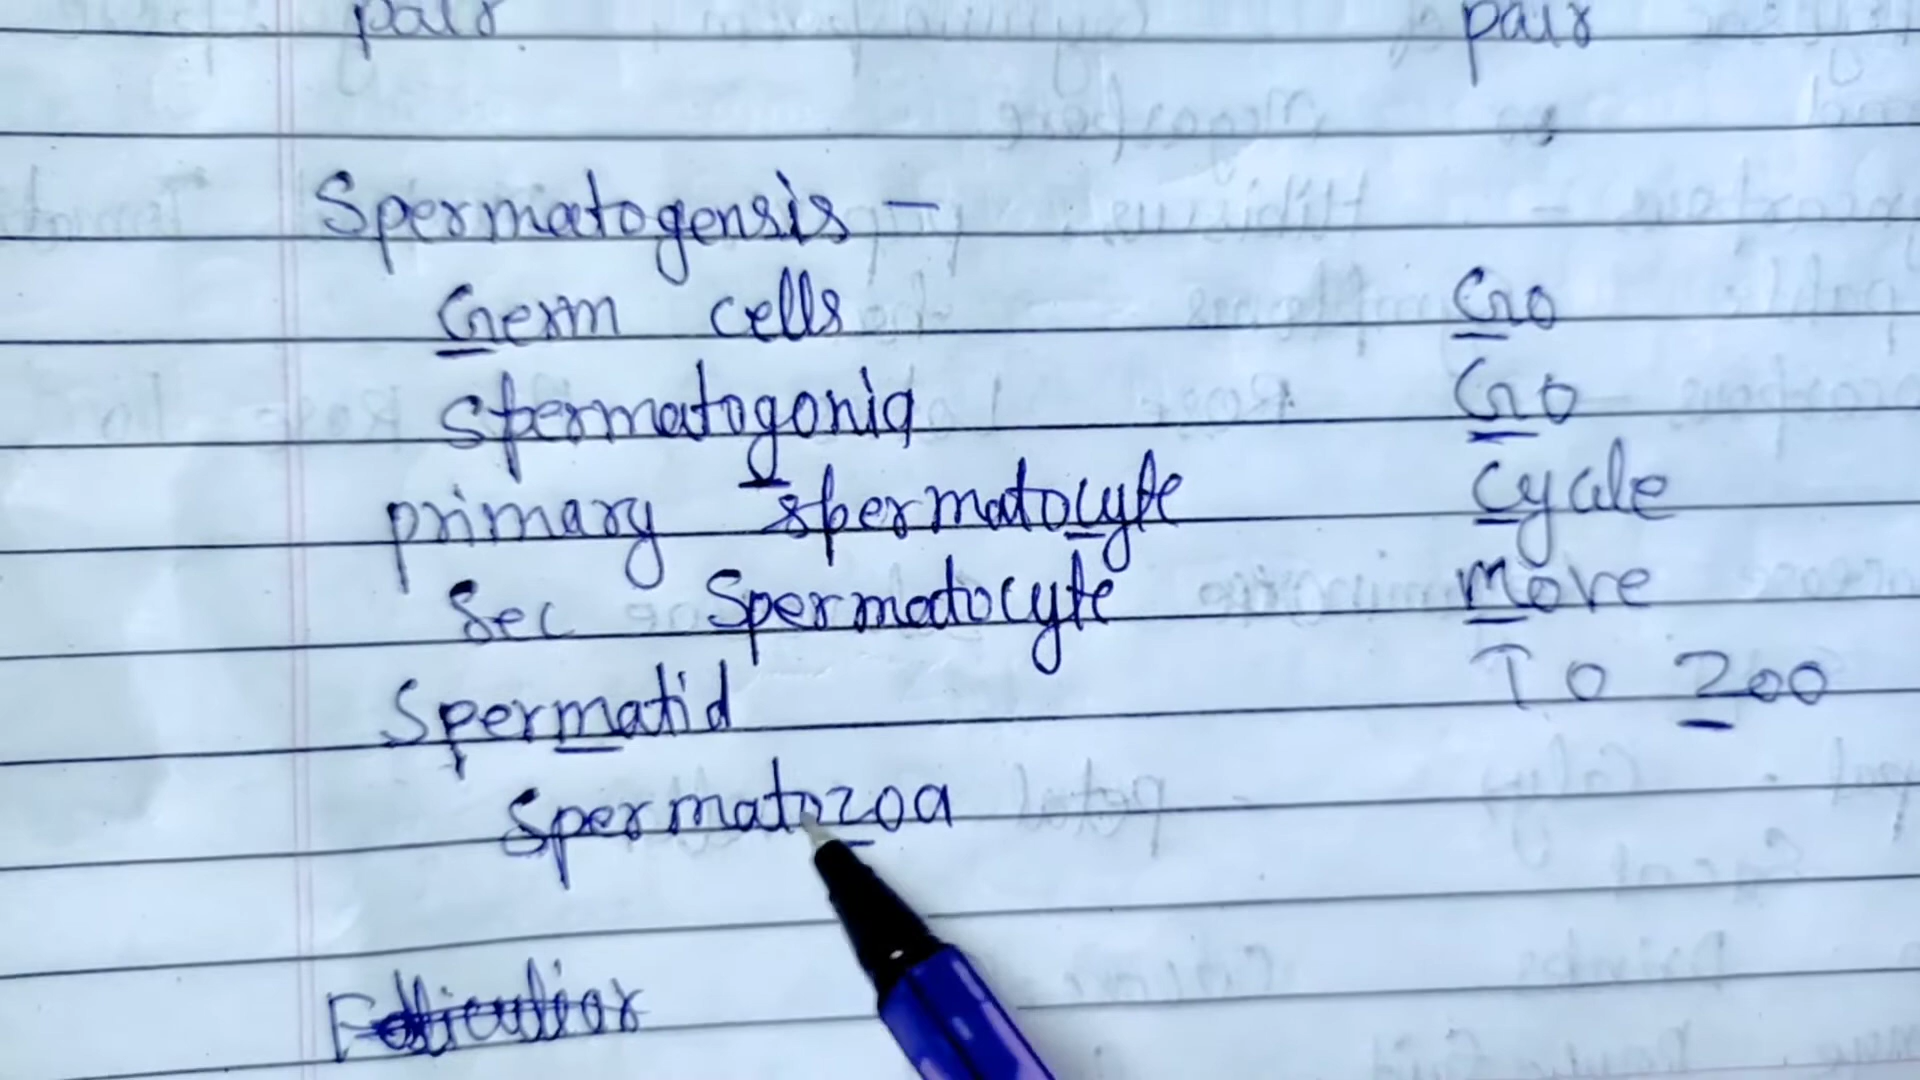 pair pair
Spermatogensis –
Germ cells Go
Spermatogonia Go
primary spermatocyte Cycle
Sec Spermatocyte move
Spermatid To Zoo
Spermatozoa